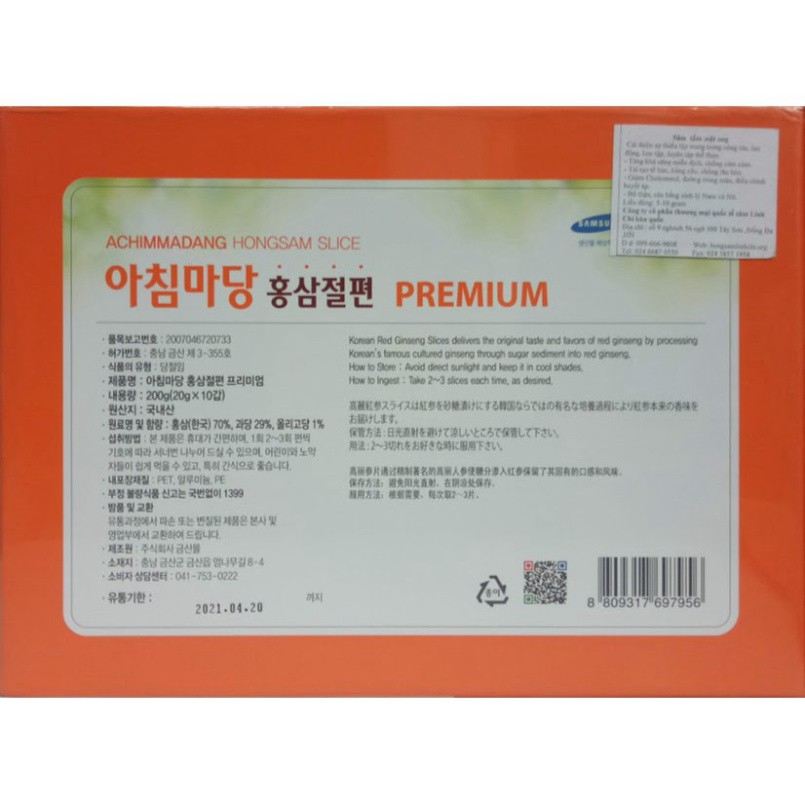 Sâm tẩm mật ong
SAMSU
ACHIMMADANG HONGSAM SLICE
아침마당 홍삼절편 PREMIUM
· 품목보고번호 : 2007046720733
· 허가번호 : 충남 금산 제 3-355호
· 식품의 유형 : 당절임
· 제품명 : 아침마당 홍삼절편 프리미엄
· 내용량 : 200g(20g×10갑)
· 원산지 : 국내산
· 원료명 및 함량 : 홍삼(한국) 70%, 과당 29%, 올리고당 1%
· 섭취방법 : 본 제품은 휴대가 간편하며, 1회 2~3회 편씩
기호에 따라 서너번 나누어 드실 수 있으며, 어린이와 노약
자들이 쉽게 먹을 수 있고, 특히 간식으로 좋습니다.
· 내포장재질 : PET, 알루미늄, PE
· 부정 불량식품 신고는 국번없이 1399
· 반품 및 교환
유통과정에서 파손 또는 변질된 제품은 본사 및
영업부에서 교환하여 드립니다.
· 제조원 : 주식회사 금산몰
· 소재지 : 충남 금산군 금산읍 앵나무길 8-4
· 소비자 상담센터 : 041-753-0222
· 유통기한 : 2021.04.20 까지
Korean Red Ginseng Slices delivers the original taste and favors of red ginseng by processing
Korean's famous cultured ginseng through sugar sediment into red ginseng.
How to Store : Avoid direct sunlight and keep it in cool shades.
How to Ingest : Take 2~3 slices each time, as desired.
高麗紅参スライスは紅参を砂糖漬けにする韓国ならではの有名な培養過程により紅参本来の香味を
お届けします。
保管方法 : 日光直射を避けて涼しいところで保管して下さい。
用法 : 2~3切れをお好きな時に服用下さい。
高丽参片通过精制著名的高丽人参使糖分渗入红参保留了其固有的口感和风味.
保存方法: 避免阳光直射, 在阴凉处保存.
服用方法: 根据需要, 每次取2~3片.
종이
8 809317 697956